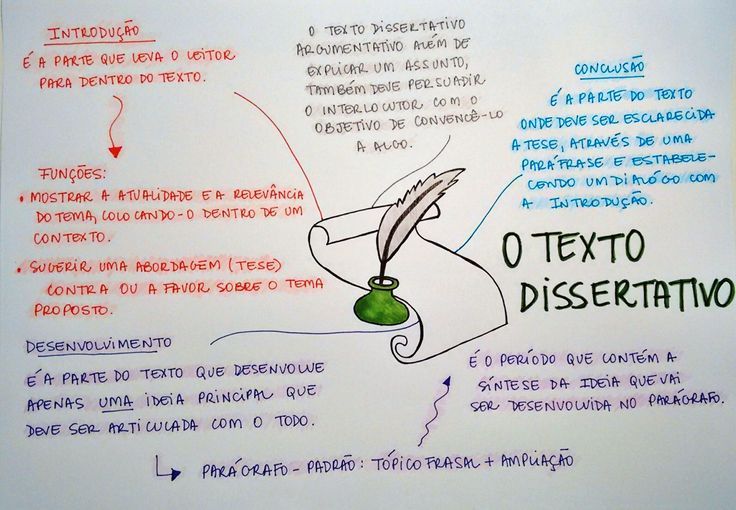 INTRODUÇÃO
É A PARTE QUE LEVA O LEITOR
PARA DENTRO DO TEXTO.
FUNÇÕES:
• MOSTRAR A ATUALIDADE E A RELEVÂNCIA
DO TEMA, COLOCANDO-O DENTRO DE UM
CONTEXTO.
• SUGERIR UMA ABORDAGEM (TESE)
CONTRA OU A FAVOR SOBRE O TEMA
PROPOSTO.
O TEXTO DISSERTATIVO
ARGUMENTATIVO ALÉM DE
EXPLICAR UM ASSUNTO,
TAMBÉM DEVE PERSUADIR
O INTERLOCUTOR COM O
OBJETIVO DE CONVENCÊ-LO
A ALGO.
CONCLUSÃO
É A PARTE DO TEXTO
ONDE DEVE SER ESCLARECIDA
A TESE, ATRAVÉS DE UMA
PARÁFRASE E ESTABELE-
CENDO UM DIALÓGO COM
A INTRODUÇÃO.
O TEXTO
DISSERTATIVO
DESENVOLVIMENTO
É A PARTE DO TEXTO QUE DESENVOLVE
APENAS UMA IDEIA PRINCIPAL QUE
DEVE SER ARTICULADA COM O TODO.
PARÁGRAFO-PADRÃO: TÓPICO FRASAL + AMPLIAÇÃO
É O PERÍODO QUE CONTÉM A
SÍNTESE DA IDEIA QUE VAI
SER DESENVOLVIDA NO PARÁGRAFO.